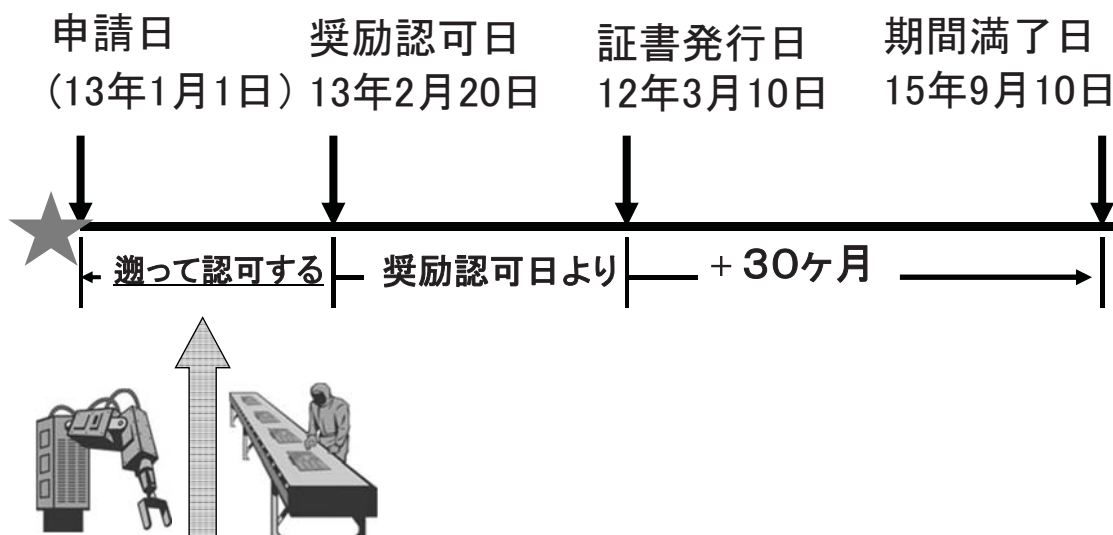 申請日
(13年1月1日)
奨励認可日
13年2月20日
証書発行日
12年3月10日
期間満了日
15年9月10日
遡って認可する
奨励認可日より
+30ヶ月